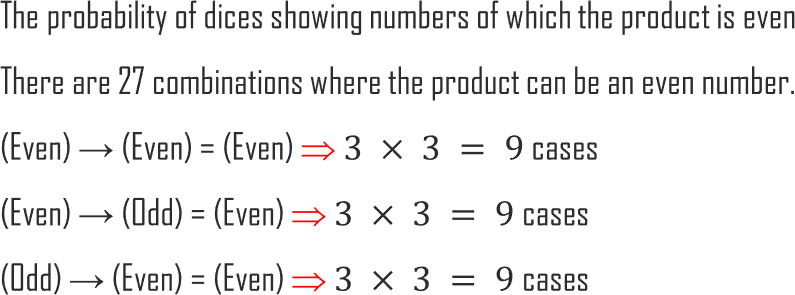 The probability of dices showing numbers of which the product is even
There are 27 combinations where the product can be an even number.
(Even) → (Even) = (Even) ⇒ 3 × 3 = 9 cases
(Even) → (Odd) = (Even) ⇒ 3 × 3 = 9 cases
(Odd) → (Even) = (Even) ⇒ 3 × 3 = 9 cases